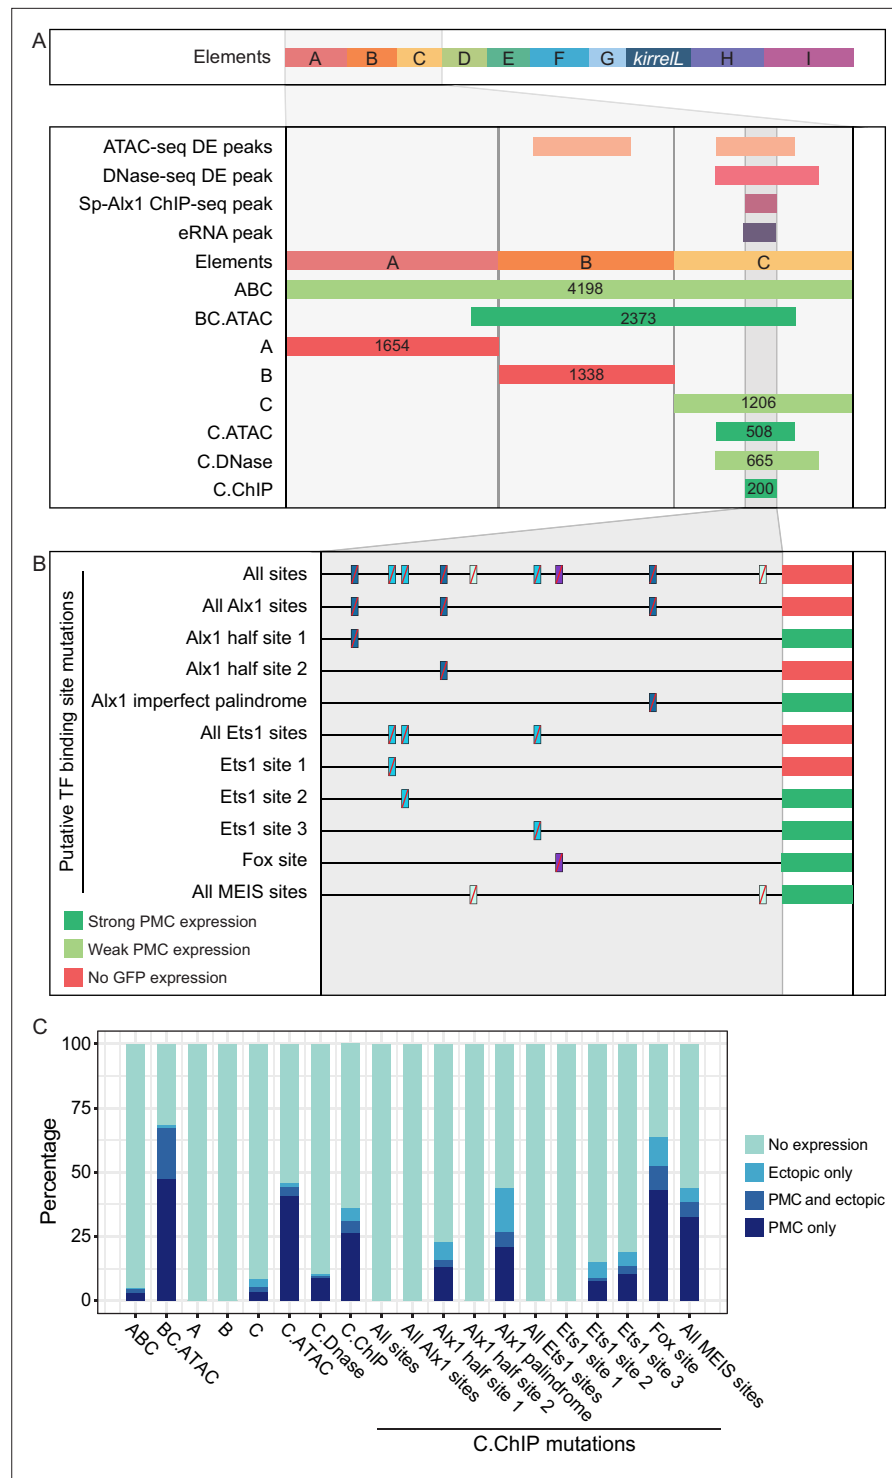 A
Elements A B C D E F G kirrelL H I
ATAC-seq DE peaks
DNase-seq DE peak
Sp-Alx1 ChIP-seq peak
eRNA peak
Elements A B C
ABC 4198
BC.ATAC 2373
A 1654
B 1338
C 1206
C.ATAC 508
C.DNase 665
C.ChIP 200
B
Putative TF binding site mutations
All sites
All Alx1 sites
Alx1 half site 1
Alx1 half site 2
Alx1 imperfect palindrome
All Ets1 sites
Ets1 site 1
Ets1 site 2
Ets1 site 3
Fox site
All MEIS sites
Strong PMC expression
Weak PMC expression
No GFP expression
C
Percentage
100
75
50
25
0
No expression
Ectopic only
PMC and ectopic
PMC only
ABC
BC.ATAC
A
B
C
C.ATAC
C.Dnase
C.ChIP
All sites
All Alx1 sites
Alx1 half site 1
Alx1 half site 2
Alx1 palindrome
All Ets1 sites
Ets1 site 1
Ets1 site 2
Ets1 site 3
Fox site
All MEIS sites
C.ChIP mutations